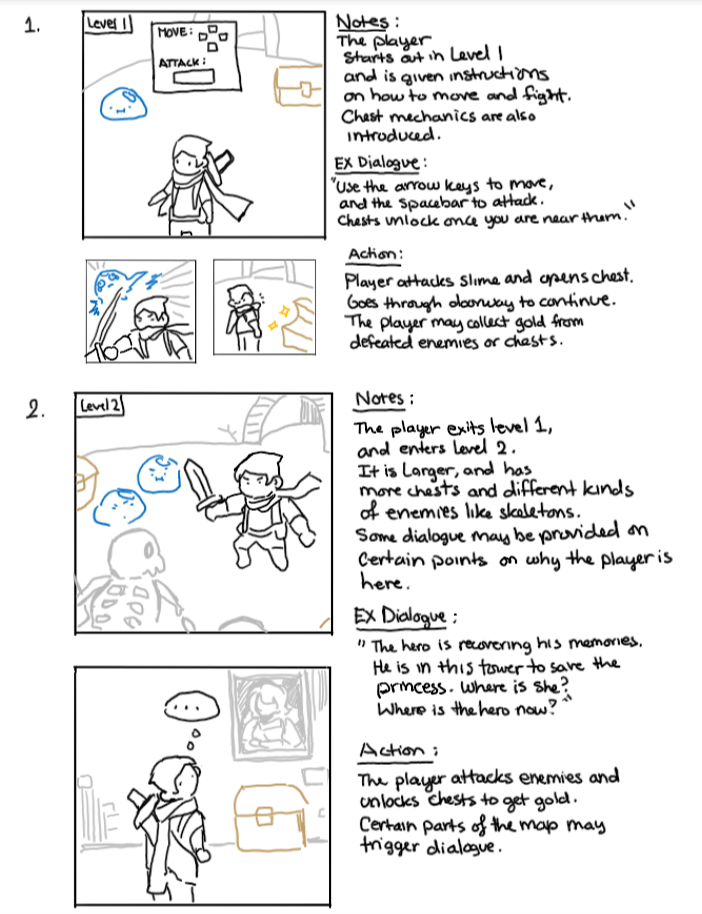 1.
Level 1
MOVE:
ATTACK:
Notes:
The player
Starts out in Level 1
and is given instructions
on how to move and fight.
Chest mechanics are also
introduced.
EX Dialogue:
"Use the arrow keys to move,
and the spacebar to attack.
Chests unlock once you are near them."
Action:
Player attacks slime and opens chest.
Goes through doorway to continue.
The player may collect gold from
defeated enemies or chests.
2.
Level 2
Notes:
The player exits level 1,
and enters Level 2.
It is Larger, and has
more chests and different kinds
of enemies like skeletons.
Some dialogue may be provided on
certain points on why the player is
here.
EX Dialogue:
"The hero is recovering his memories.
He is in this tower to save the
princess. Where is she?
Where is the hero now?"
...
Action:
The player attacks enemies and
unlocks chests to get gold.
Certain parts of the map may
trigger dialogue.